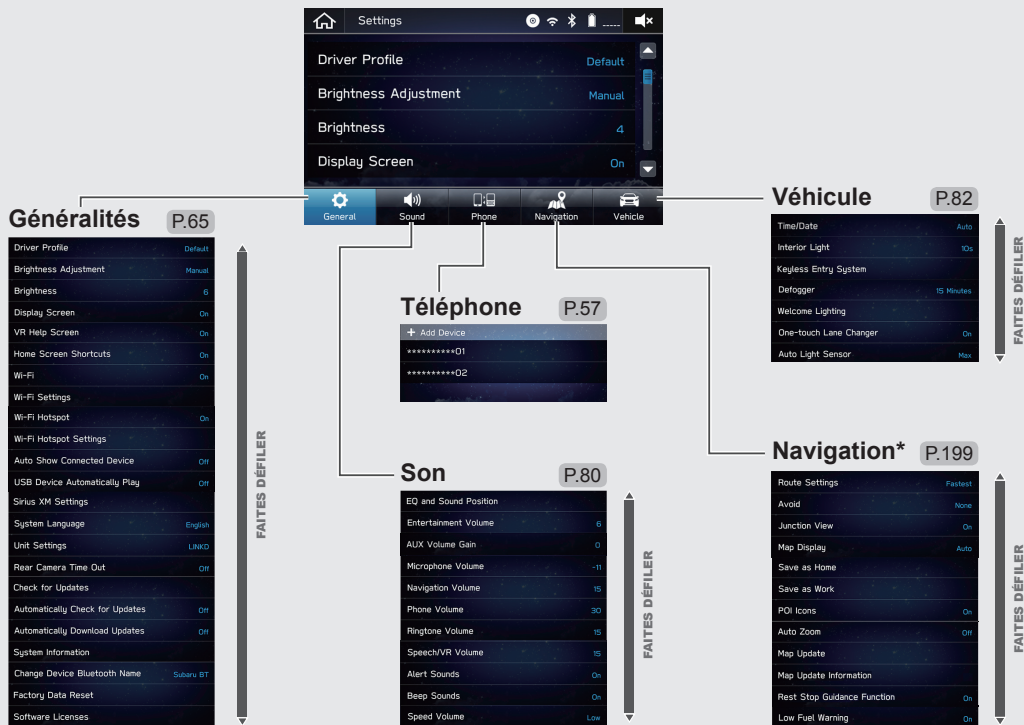 Settings
Driver Profile Default
Brightness Adjustment Manual
Brightness 4
Display Screen On
General Sound Phone Navigation Vehicle
Généralités P.65
Driver Profile Default
Brightness Adjustment Manual
Brightness 6
Display Screen On
VR Help Screen On
Home Screen Shortcuts On
Wi-Fi On
Wi-Fi Settings
Wi-Fi Hotspot On
Wi-Fi Hotspot Settings
Auto Show Connected Device Off
USB Device Automatically Play Off
Sirius XM Settings
System Language English
Unit Settings LINKD
Rear Camera Time Out Off
Check for Updates
Automatically Check for Updates Off
Automatically Download Updates Off
System Information
Change Device Bluetooth Name Subaru BT
Factory Data Reset
Software Licenses
FAITES DÉFILER
Téléphone P.57
+ Add Device
**********01
**********02
Son P.80
EQ and Sound Position
Entertainment Volume 6
AUX Volume Gain 0
Microphone Volume -11
Navigation Volume 15
Phone Volume 30
Ringtone Volume 15
Speech/VR Volume 15
Alert Sounds On
Beep Sounds On
Speed Volume Low
FAITES DÉFILER
Véhicule P.82
Time/Date Auto
Interior Light 10s
Keyless Entry System
Defogger 15 Minutes
Welcome Lighting
One-touch Lane Changer On
Auto Light Sensor Max
FAITES DÉFILER
Navigation* P.199
Route Settings Fastest
Avoid None
Junction View On
Map Display Auto
Save as Home
Save as Work
POI Icons On
Auto Zoom Off
Map Update
Map Update Information
Rest Stop Guidance Function On
Low Fuel Warning On
FAITES DÉFILER